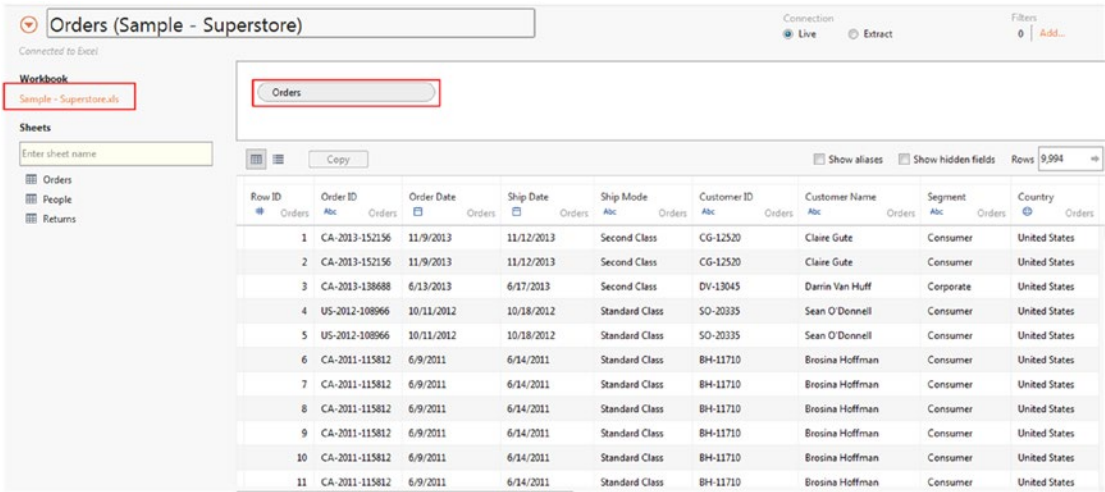 Orders (Sample - Superstore)
Connection
Filters
Live Extract
0 Add...
Connected to Excel
Workbook
Sample - Superstore.xls
Orders
Sheets
Enter sheet name
Copy
Show aliases Show hidden fields Rows 9,994
Orders
People
Returns
Row ID Order ID Order Date Ship Date Ship Mode Customer ID Customer Name Segment Country
Orders Abc Orders Orders Orders Abc Orders Abc Orders Abc Orders Abc Orders Orders
1 CA-2013-152156 11/9/2013 11/12/2013 Second Class CG-12520 Claire Gute Consumer United States
2 CA-2013-152156 11/9/2013 11/12/2013 Second Class CG-12520 Claire Gute Consumer United States
3 CA-2013-138688 6/13/2013 6/17/2013 Second Class DV-13045 Darrin Van Huff Corporate United States
4 US-2012-108966 10/11/2012 10/18/2012 Standard Class SO-20335 Sean O'Donnell Consumer United States
5 US-2012-108966 10/11/2012 10/18/2012 Standard Class SO-20335 Sean O'Donnell Consumer United States
6 CA-2011-115812 6/9/2011 6/14/2011 Standard Class BH-11710 Brosina Hoffman Consumer United States
7 CA-2011-115812 6/9/2011 6/14/2011 Standard Class BH-11710 Brosina Hoffman Consumer United States
8 CA-2011-115812 6/9/2011 6/14/2011 Standard Class BH-11710 Brosina Hoffman Consumer United States
9 CA-2011-115812 6/9/2011 6/14/2011 Standard Class BH-11710 Brosina Hoffman Consumer United States
10 CA-2011-115812 6/9/2011 6/14/2011 Standard Class BH-11710 Brosina Hoffman Consumer United States
11 CA-2011-115812 6/9/2011 6/14/2011 Standard Class BH-11710 Brosina Hoffman Consumer United States